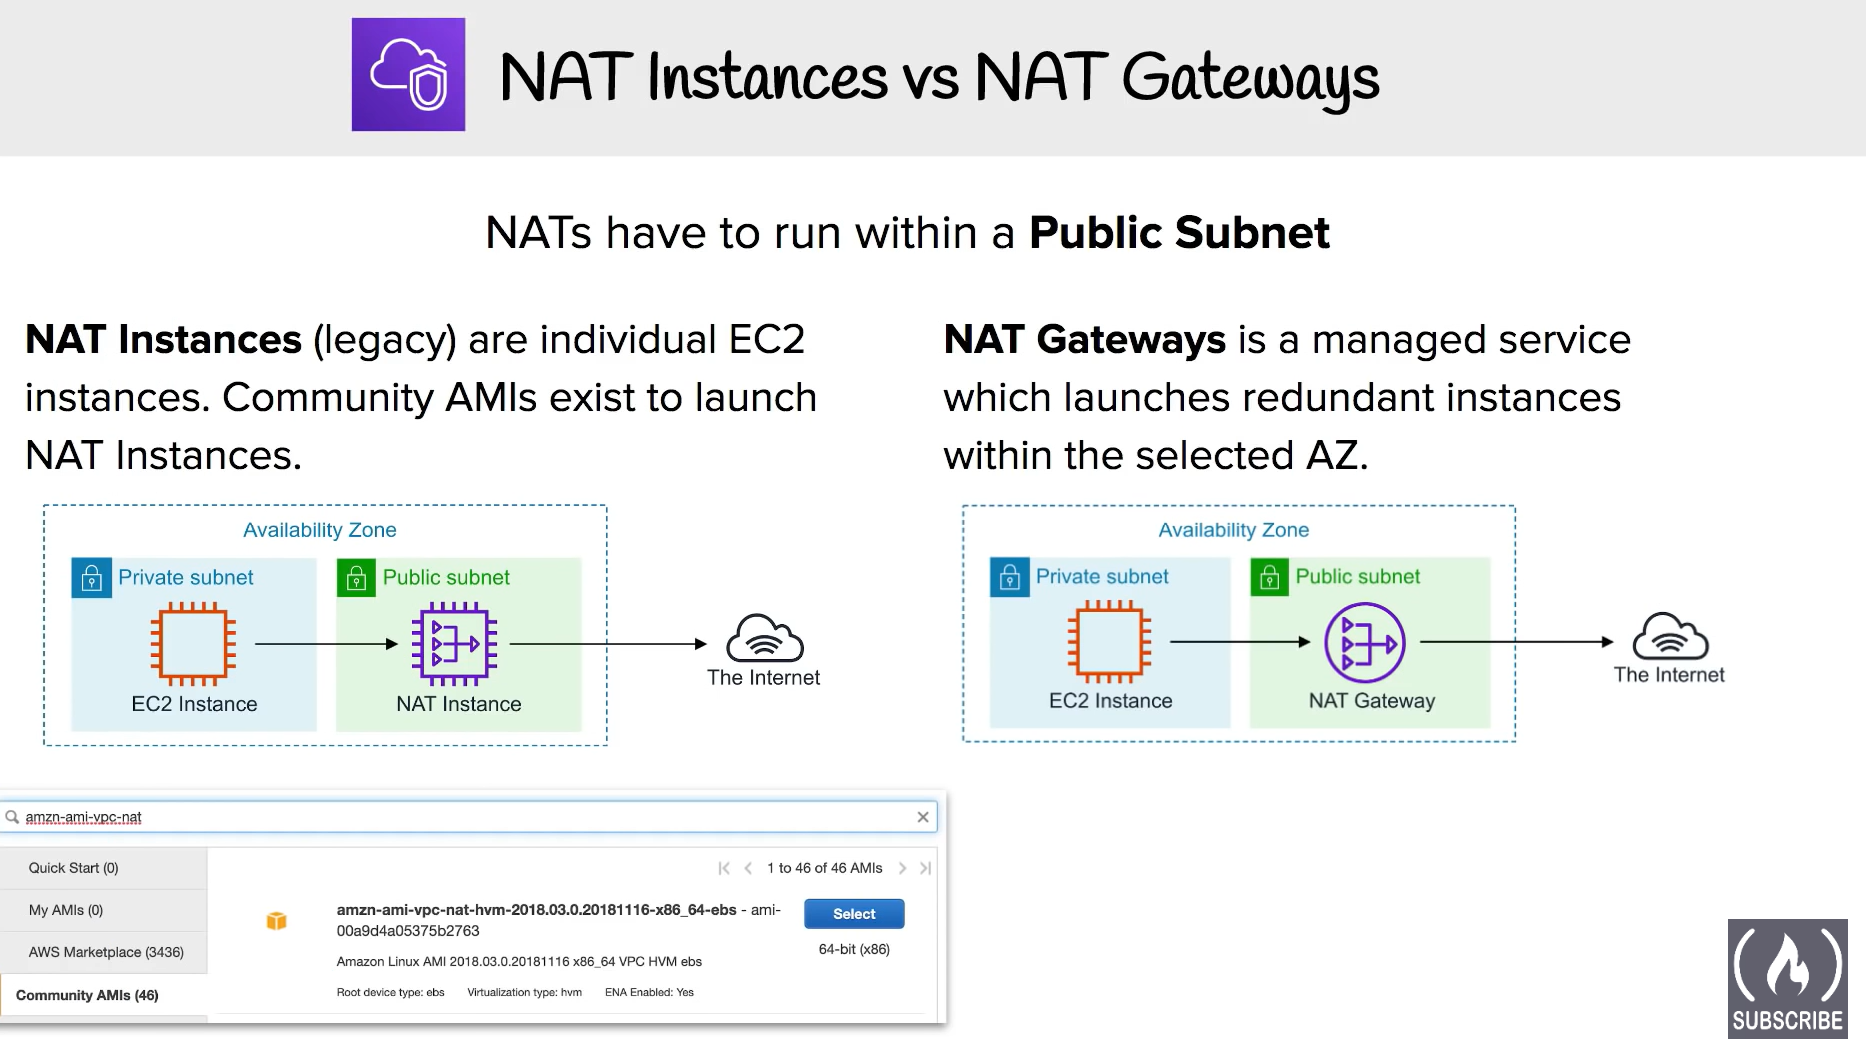 NAT Instances vs NAT Gateways
NATs have to run within a Public Subnet
NAT Instances (legacy) are individual EC2
instances. Community AMIs exist to launch
NAT Instances.
Availability Zone
Private subnet
Public subnet
EC2 Instance
NAT Instance
The Internet
NAT Gateways is a managed service
which launches redundant instances
within the selected AZ.
Availability Zone
Private subnet
Public subnet
EC2 Instance
NAT Gateway
The Internet
amzn-ami-vpc-nat
Quick Start (0)
My AMIs (0)
AWS Marketplace (3436)
Community AMIs (46)
1 to 46 of 46 AMIs
amzn-ami-vpc-nat-hvm-2018.03.0.20181116-x86_64-ebs - ami-
00a9d4a05375b2763
Amazon Linux AMI 2018.03.0.20181116 x86_64 VPC HVM ebs
Root device type: ebs Virtualization type: hvm ENA Enabled: Yes
Select
64-bit (x86)
SUBSCRIBE